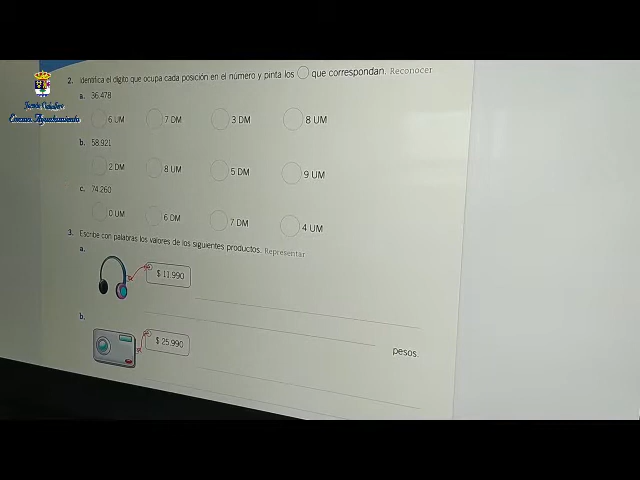 2. Identifica el dígito que ocupa cada posición en el número y pinta los que correspondan. Reconocer
a. 36.478
6 UM 7 DM 3 DM 8 UM
b. 58.921
2 DM 8 UM 5 DM 9 UM
c. 74.260
0 UM 6 DM 7 DM 4 UM
3. Escribe con palabras los valores de los siguientes productos. Representar
a.
$ 11.990
b.
$ 25.990
pesos.